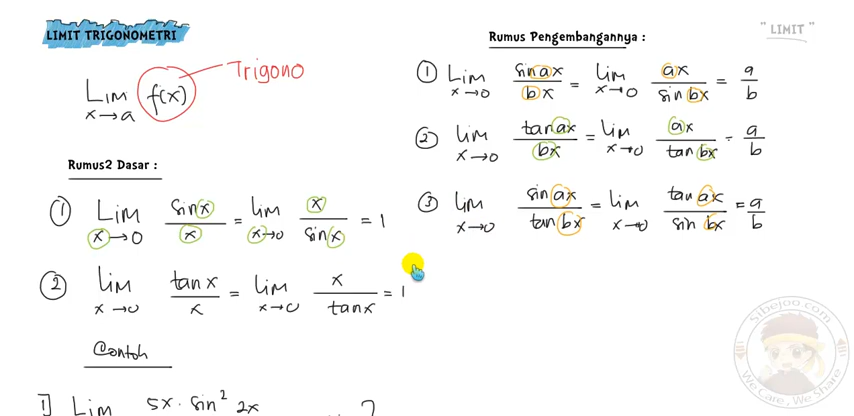 LIMIT TRIGONOMETRI
" LIMIT "
Trigono
Lim f(x)
x→a
Rumus2 Dasar :
① Lim sin x / x = lim x / sin x = 1
x→0 x→0
② lim tan x / x = lim x / tan x = 1
x→0 x→0
Contoh
1] Lim 5x · sin² 2x ?
Rumus Pengembangannya :
① Lim sin ax / bx = Lim ax / sin bx = a/b
x→0 x→0
② lim tan ax / bx = lim ax / tan bx = a/b
x→0 x→0
③ lim sin ax / tan bx = lim tan ax / sin bx = a/b
x→0 x→0
Sibejoo.com
We Care, We Share